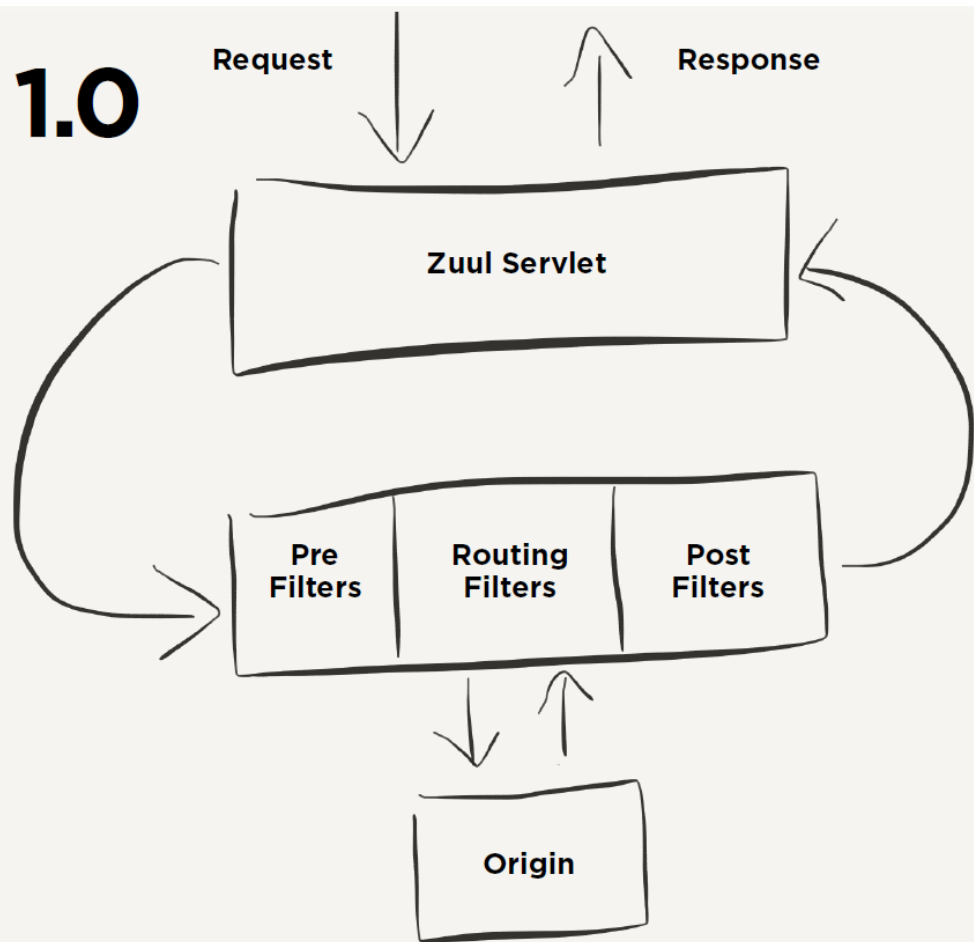 1.0
Request
Response
Zuul Servlet
Pre
Filters
Routing
Filters
Post
Filters
Origin